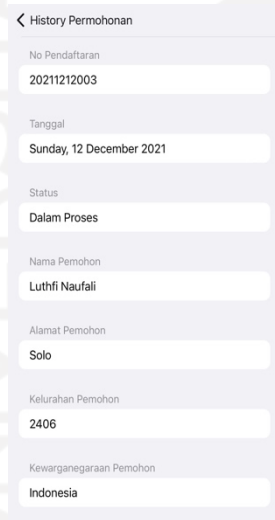 History Permohonan
No Pendaftaran
20211212003
Tanggal
Sunday, 12 December 2021
Status
Dalam Proses
Nama Pemohon
Luthfi Naufali
Alamat Pemohon
Solo
Kelurahan Pemohon
2406
Kewarganegaraan Pemohon
Indonesia